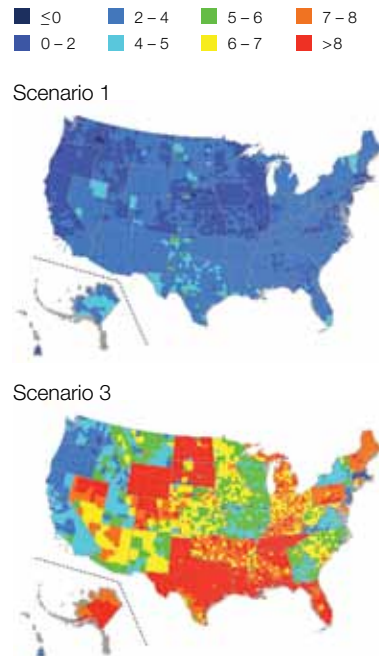 ≤0 2 – 4 5 – 6 7 – 8
0 – 2 4 – 5 6 – 7 >8
Scenario 1
Scenario 3